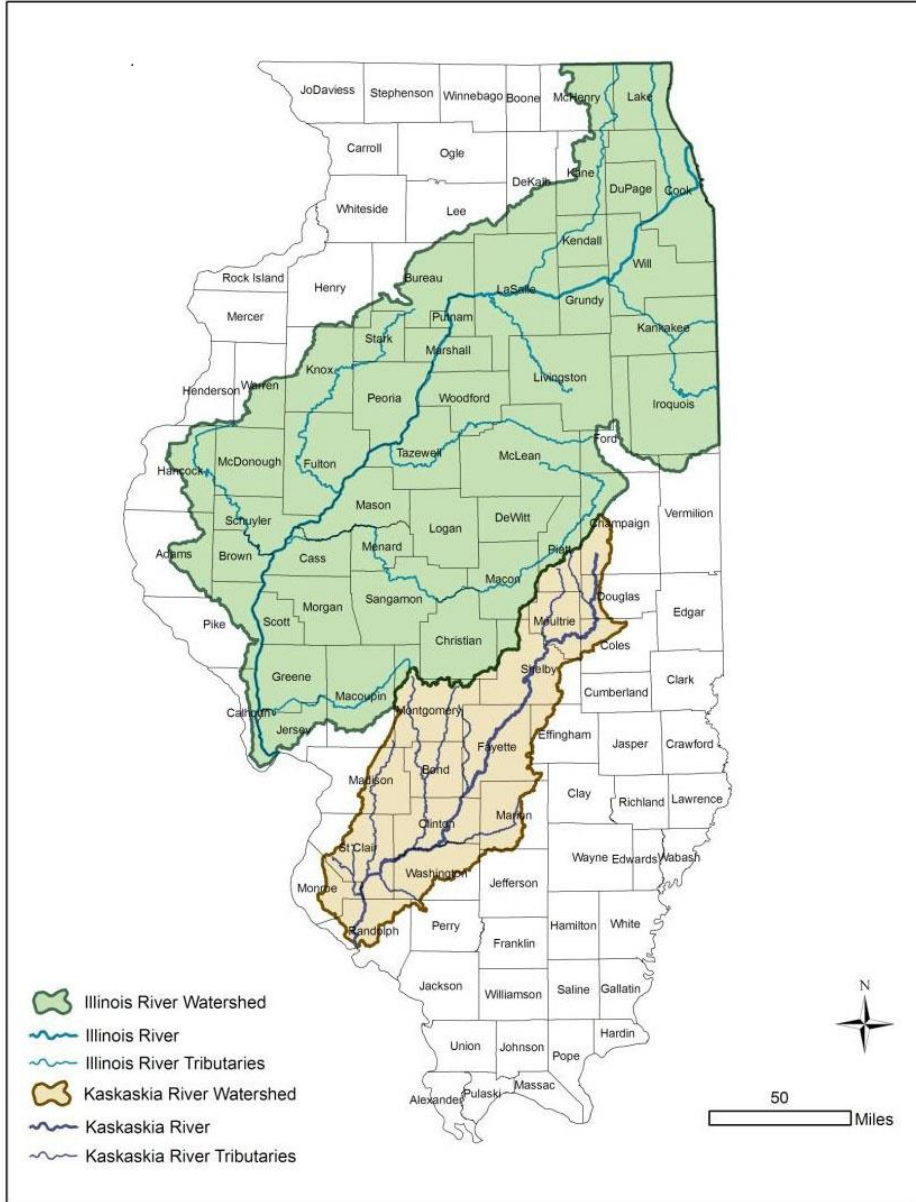 JoDaviess
Stephenson
Winnebago
Boone
McHenry
Lake
Carroll
Ogle
DeKalb
Kane
DuPage
Cook
Whiteside
Lee
Kendall
Will
Rock Island
Henry
Bureau
LaSalle
Grundy
Mercer
Putnam
Kankakee
Stark
Marshall
Knox
Henderson
Warren
Peoria
Woodford
Livingston
Iroquois
Hancock
McDonough
Fulton
Tazewell
McLean
Ford
Mason
Schuyler
Logan
DeWitt
Champaign
Vermilion
Adams
Brown
Cass
Menard
Piatt
Macon
Douglas
Edgar
Pike
Scott
Morgan
Sangamon
Moultrie
Christian
Coles
Greene
Macoupin
Shelby
Clark
Cumberland
Calhoun
Jersey
Montgomery
Fayette
Effingham
Jasper
Crawford
Madison
Bond
Clay
Richland
Lawrence
Marion
Clinton
St Clair
Washington
Wayne
Edwards
Wabash
Monroe
Jefferson
Randolph
Perry
Hamilton
White
Franklin
Jackson
Williamson
Saline
Gallatin
Union
Johnson
Pope
Hardin
Alexander
Pulaski
Massac
Illinois River Watershed
Illinois River
Illinois River Tributaries
Kaskaskia River Watershed
Kaskaskia River
Kaskaskia River Tributaries
N
50
Miles